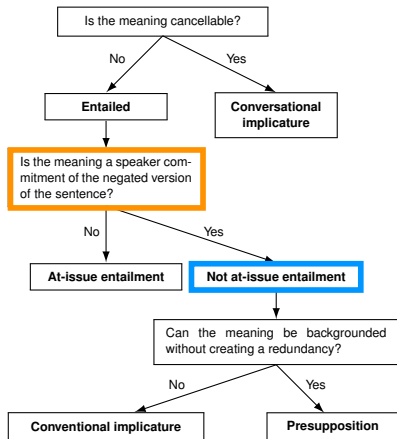 Is the meaning cancellable?
No
Yes
Entailed
Conversational
implicature
Is the meaning a speaker com-
mitment of the negated version
of the sentence?
No
Yes
At-issue entailment
Not at-issue entailment
Can the meaning be backgrounded
without creating a redundancy?
No
Yes
Conventional implicature
Presupposition